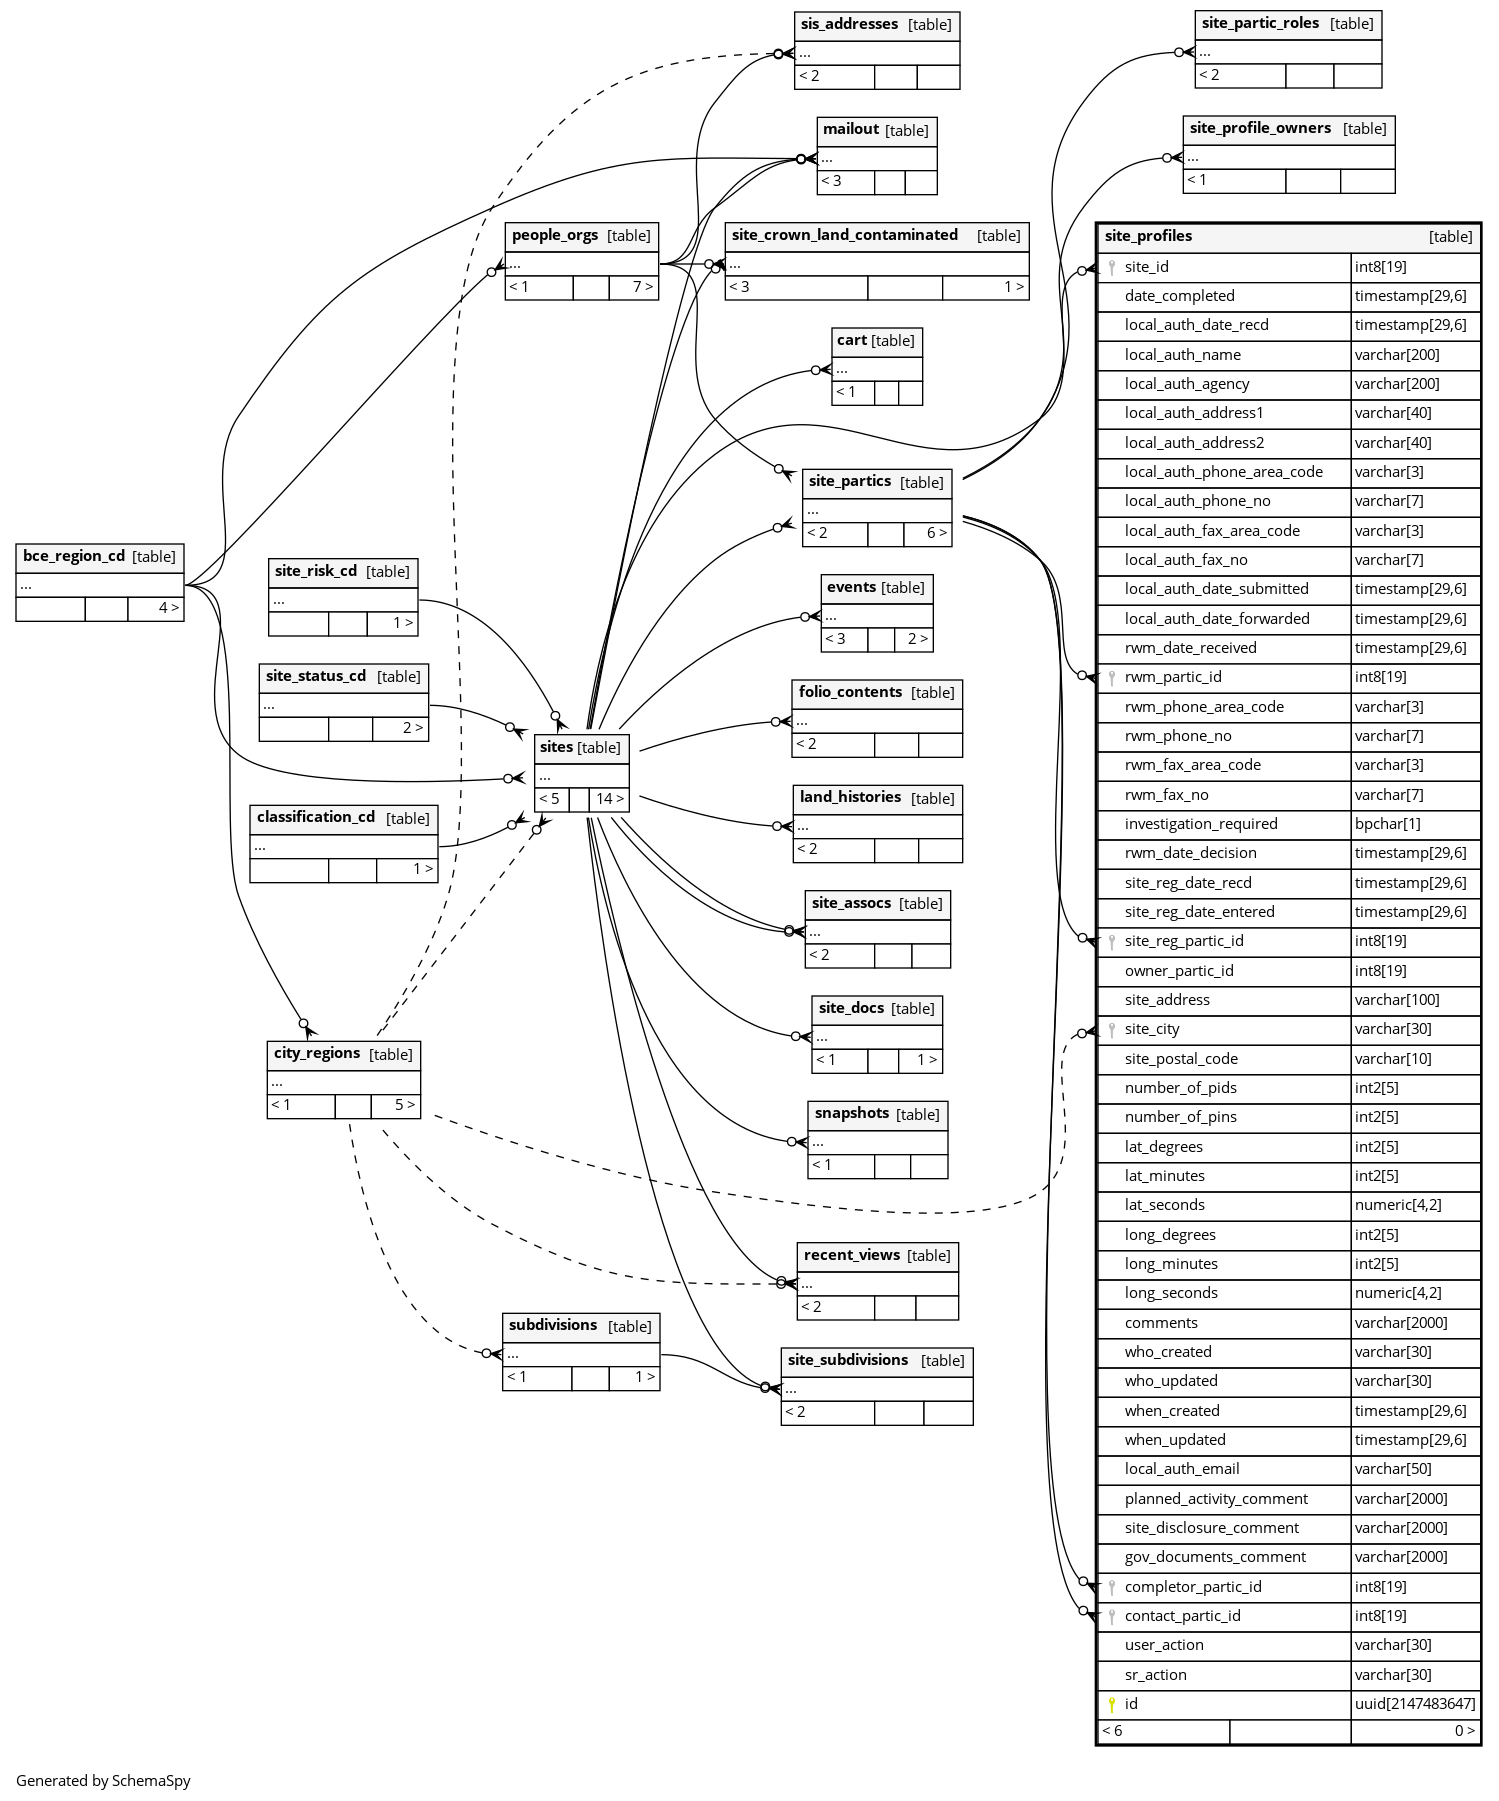 sis_addresses [table]
...
< 2
site_partic_roles [table]
...
< 2
mailout [table]
...
< 3
site_profile_owners [table]
...
< 1
people_orgs [table]
...
< 1 7 >
site_crown_land_contaminated [table]
...
< 3 1 >
cart [table]
...
< 1
site_partics [table]
...
< 2 6 >
bce_region_cd [table]
...
4 >
site_risk_cd [table]
...
1 >
events [table]
...
< 3 2 >
site_status_cd [table]
...
2 >
folio_contents [table]
...
< 2
sites [table]
...
< 5 14 >
land_histories [table]
...
< 2
classification_cd [table]
...
1 >
site_assocs [table]
...
< 2
site_docs [table]
...
< 1 1 >
city_regions [table]
...
< 1 5 >
snapshots [table]
...
< 1
recent_views [table]
...
< 2
subdivisions [table]
...
< 1 1 >
site_subdivisions [table]
...
< 2
site_profiles [table]
site_id int8[19]
date_completed timestamp[29,6]
local_auth_date_recd timestamp[29,6]
local_auth_name varchar[200]
local_auth_agency varchar[200]
local_auth_address1 varchar[40]
local_auth_address2 varchar[40]
local_auth_phone_area_code varchar[3]
local_auth_phone_no varchar[7]
local_auth_fax_area_code varchar[3]
local_auth_fax_no varchar[7]
local_auth_date_submitted timestamp[29,6]
local_auth_date_forwarded timestamp[29,6]
rwm_date_received timestamp[29,6]
rwm_partic_id int8[19]
rwm_phone_area_code varchar[3]
rwm_phone_no varchar[7]
rwm_fax_area_code varchar[3]
rwm_fax_no varchar[7]
investigation_required bpchar[1]
rwm_date_decision timestamp[29,6]
site_reg_date_recd timestamp[29,6]
site_reg_date_entered timestamp[29,6]
site_reg_partic_id int8[19]
owner_partic_id int8[19]
site_address varchar[100]
site_city varchar[30]
site_postal_code varchar[10]
number_of_pids int2[5]
number_of_pins int2[5]
lat_degrees int2[5]
lat_minutes int2[5]
lat_seconds numeric[4,2]
long_degrees int2[5]
long_minutes int2[5]
long_seconds numeric[4,2]
comments varchar[2000]
who_created varchar[30]
who_updated varchar[30]
when_created timestamp[29,6]
when_updated timestamp[29,6]
local_auth_email varchar[50]
planned_activity_comment varchar[2000]
site_disclosure_comment varchar[2000]
gov_documents_comment varchar[2000]
completor_partic_id int8[19]
contact_partic_id int8[19]
user_action varchar[30]
sr_action varchar[30]
id uuid[2147483647]
< 6 0 >
Generated by SchemaSpy